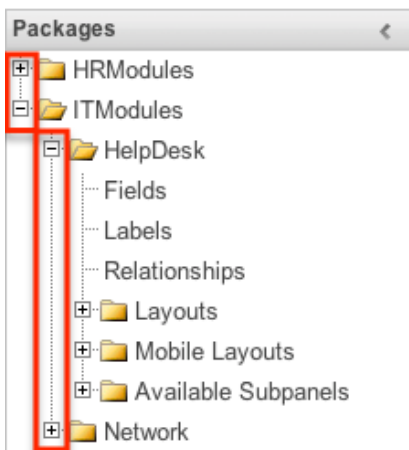 Packages
HRModules
ITModules
HelpDesk
Fields
Labels
Relationships
Layouts
Mobile Layouts
Available Subpanels
Network